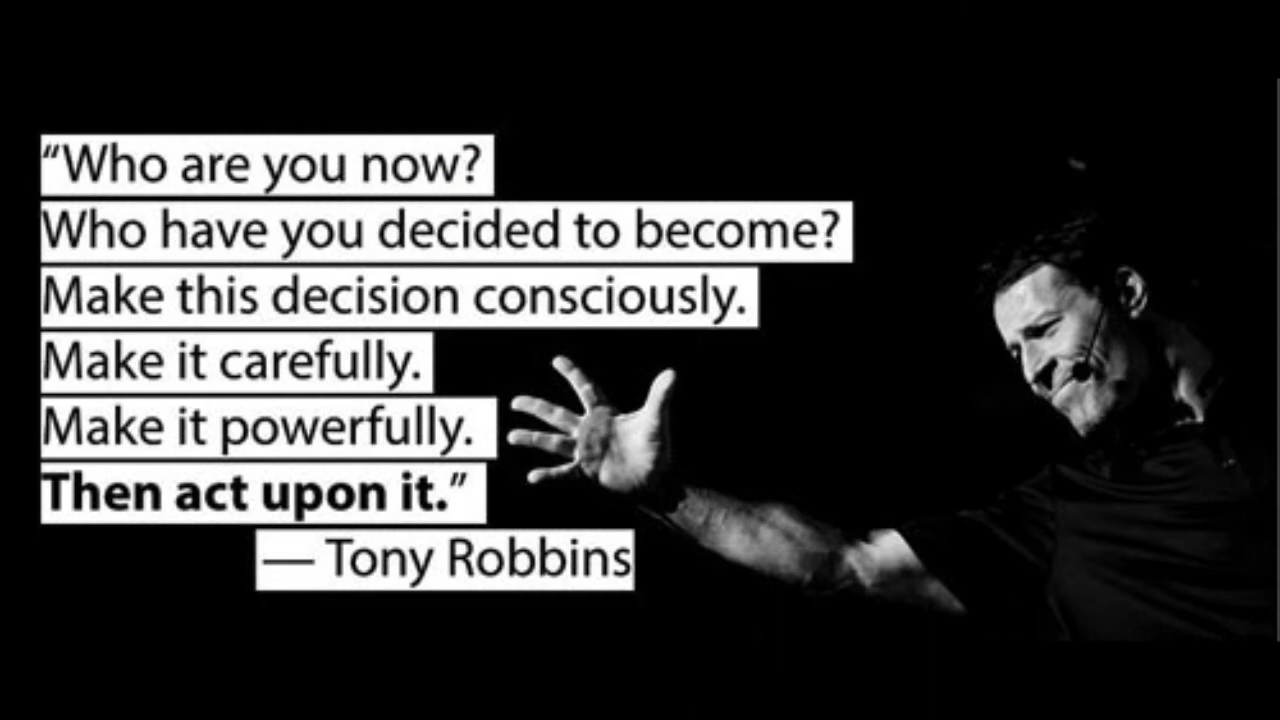 “Who are you now?
Who have you decided to become?
Make this decision consciously.
Make it carefully.
Make it powerfully.
Then act upon it.”
— Tony Robbins